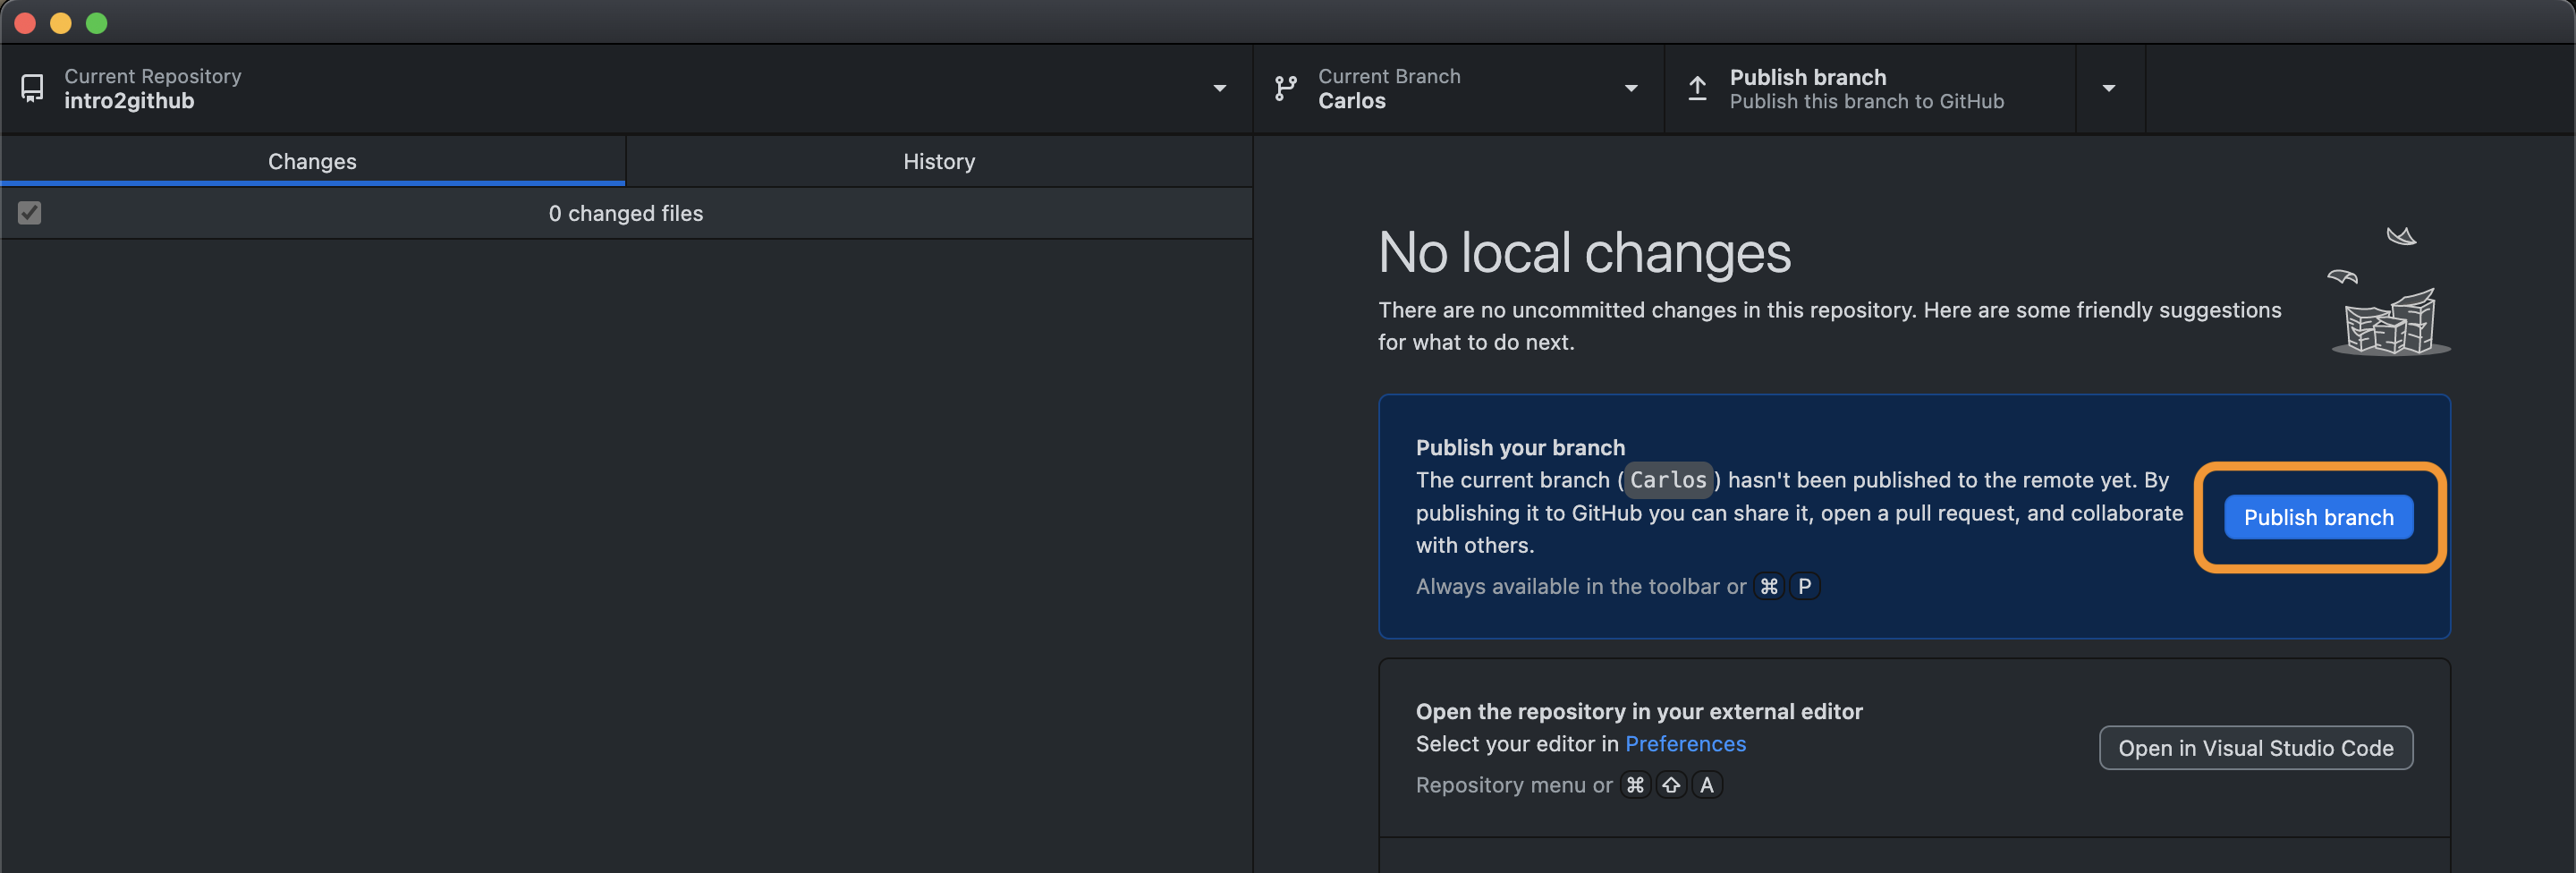 Current Repository
intro2github
Current Branch
Carlos
Publish branch
Publish this branch to GitHub
Changes
History
0 changed files
No local changes
There are no uncommitted changes in this repository. Here are some friendly suggestions
for what to do next.
Publish your branch
The current branch (Carlos) hasn't been published to the remote yet. By
publishing it to GitHub you can share it, open a pull request, and collaborate
with others.
Always available in the toolbar or ⌘ P
Publish branch
Open the repository in your external editor
Select your editor in Preferences
Repository menu or ⌘ ⇧ A
Open in Visual Studio Code